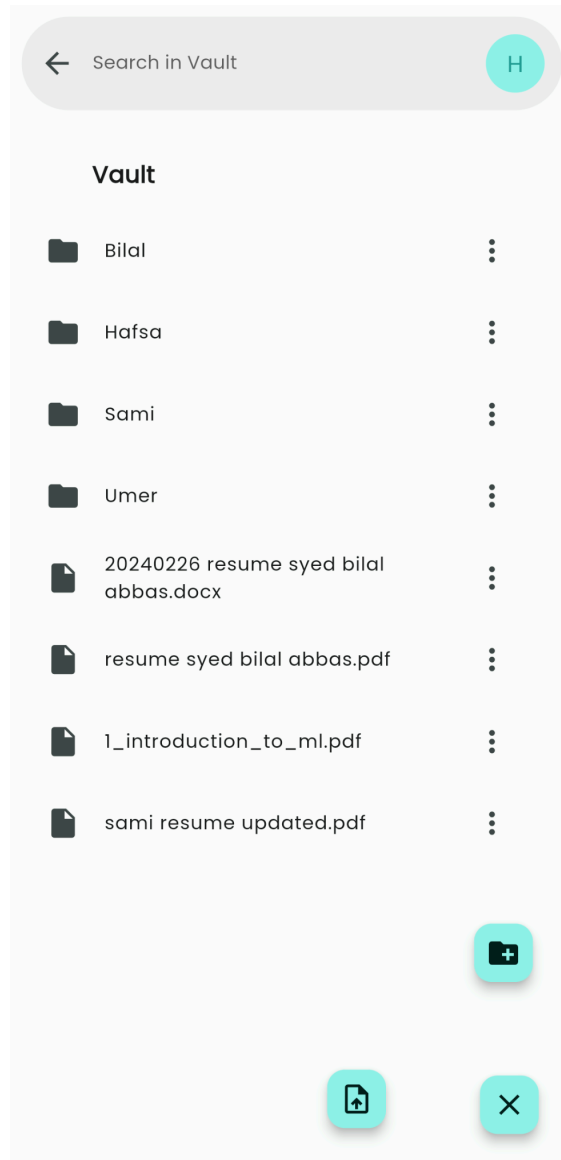 Search in Vault
H
Vault
Bilal
Hafsa
Sami
Umer
20240226 resume syed bilal
abbas.docx
resume syed bilal abbas.pdf
1_introduction_to_ml.pdf
sami resume updated.pdf